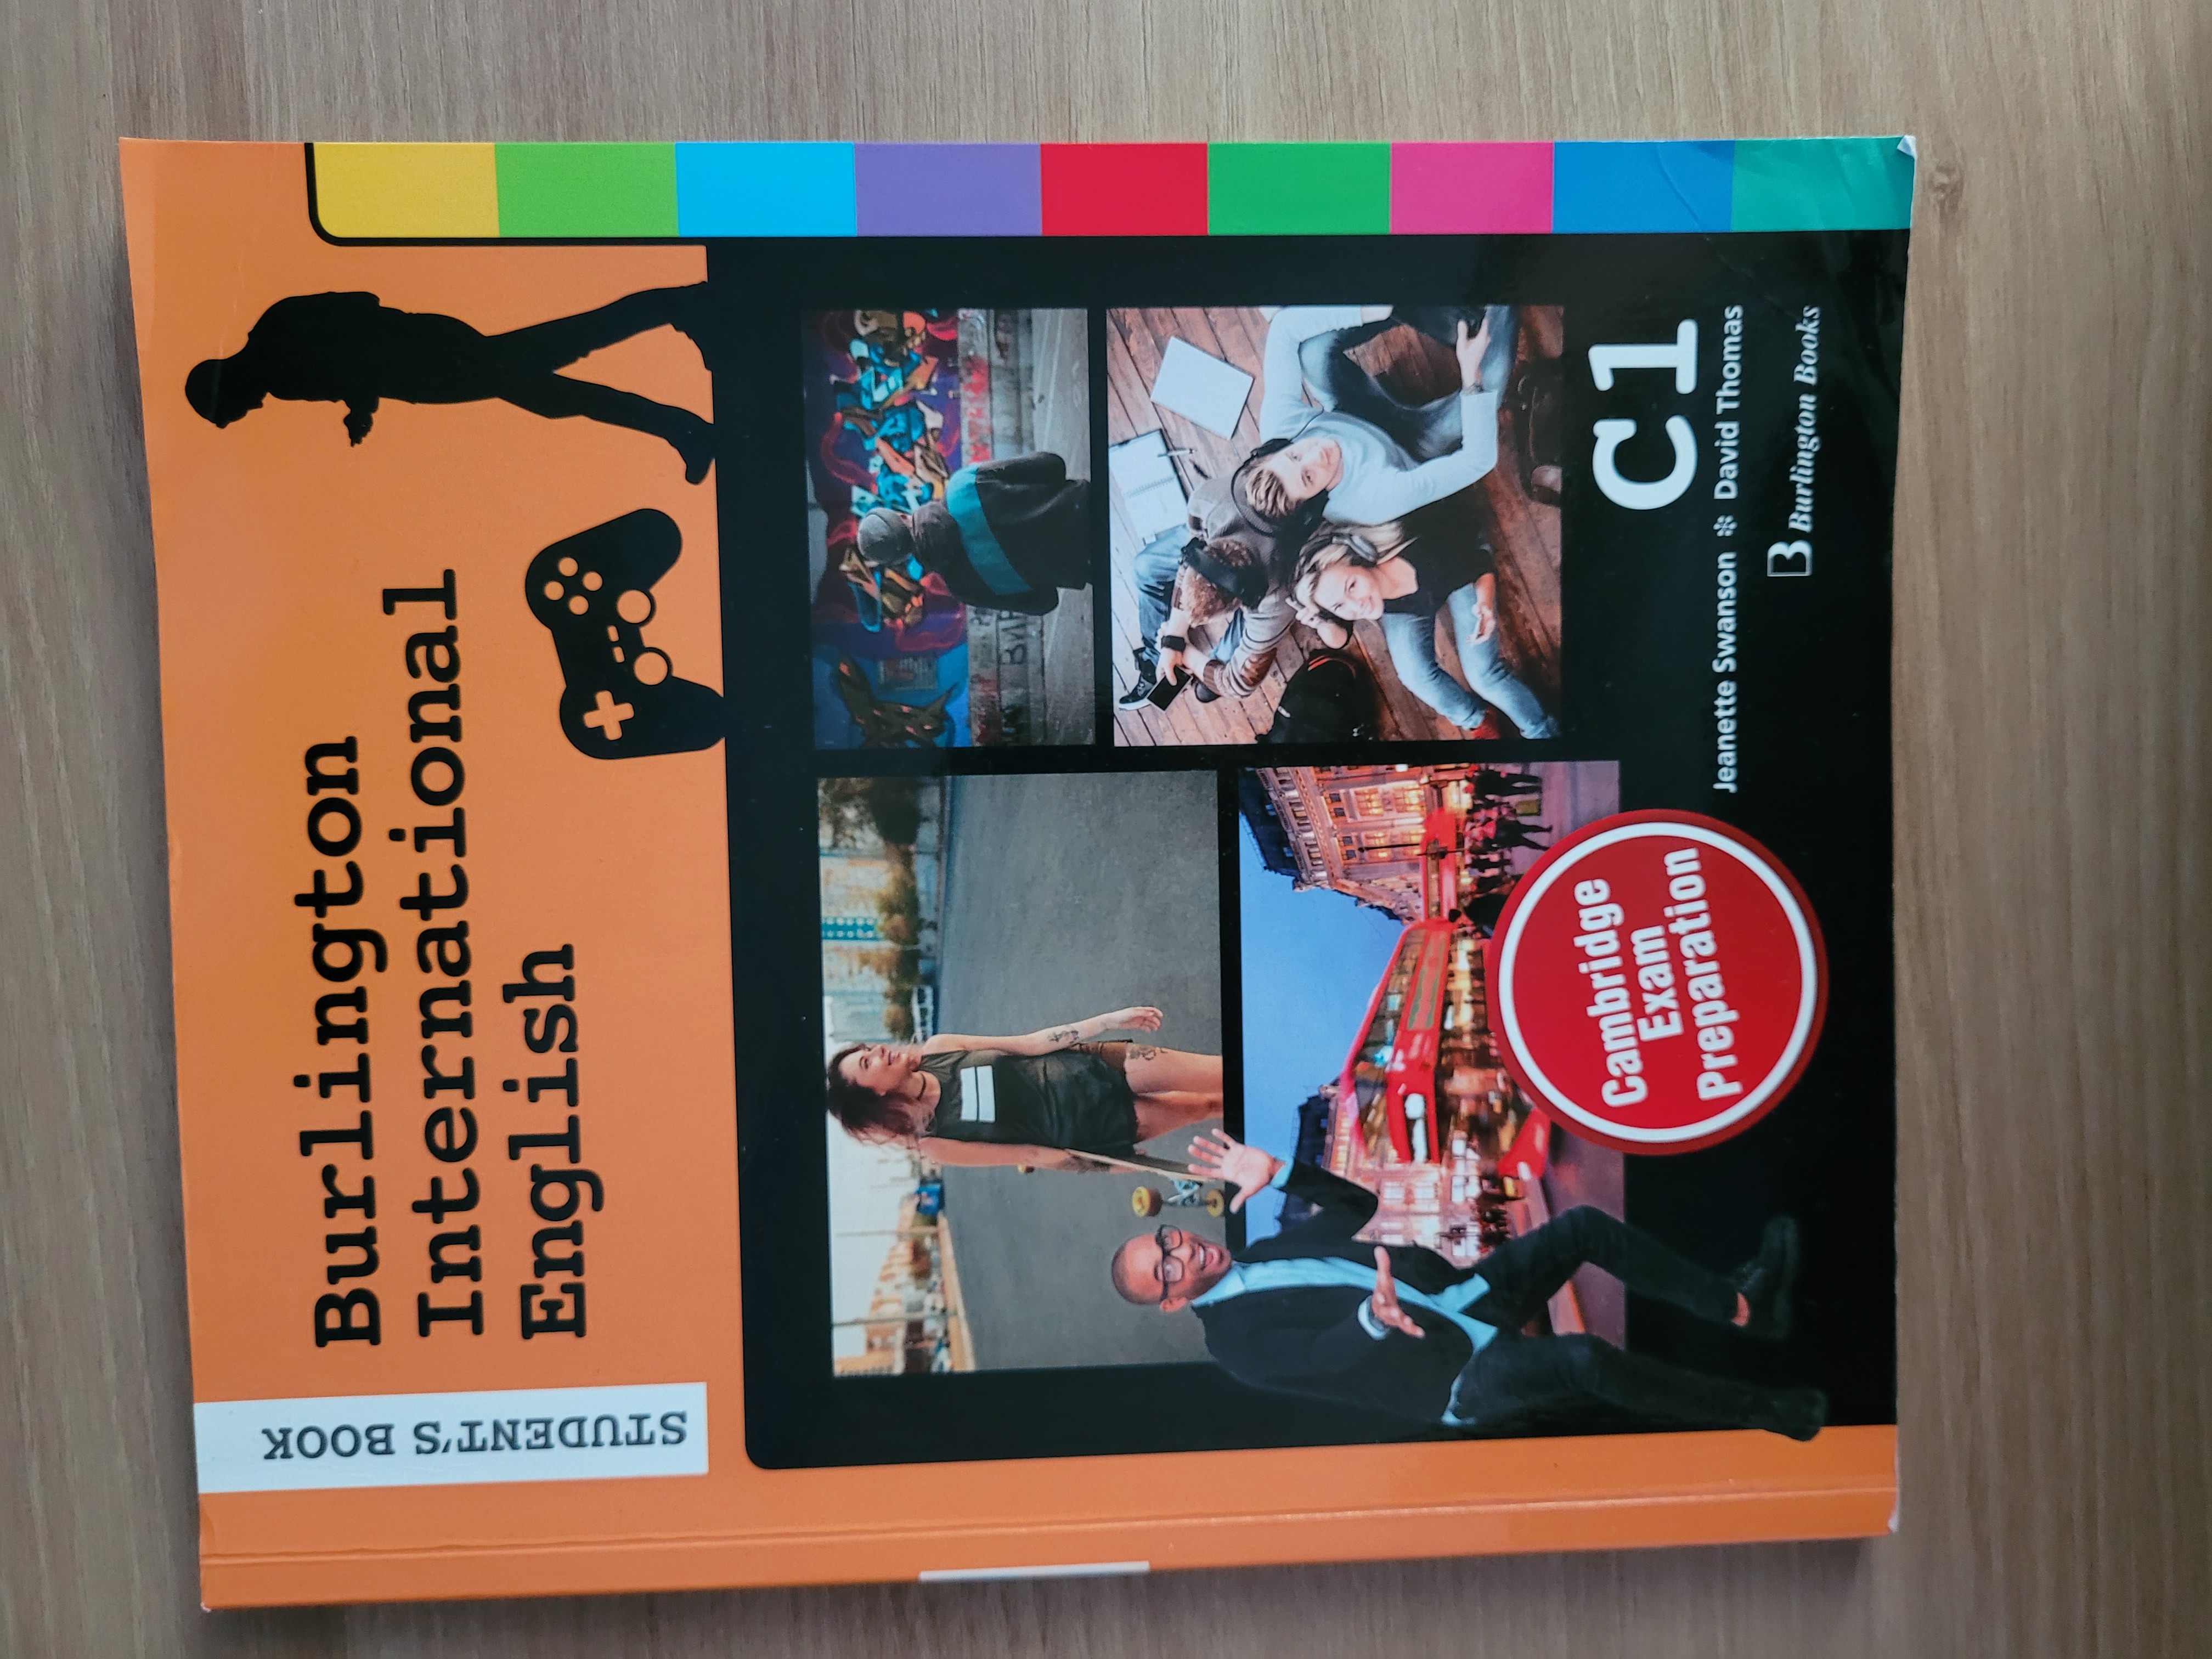 STUDENT'S BOOK
Burlington
International
English
Cambridge
Exam
Preparation
C1
Jeanette Swanson ❇ David Thomas
B Burlington Books